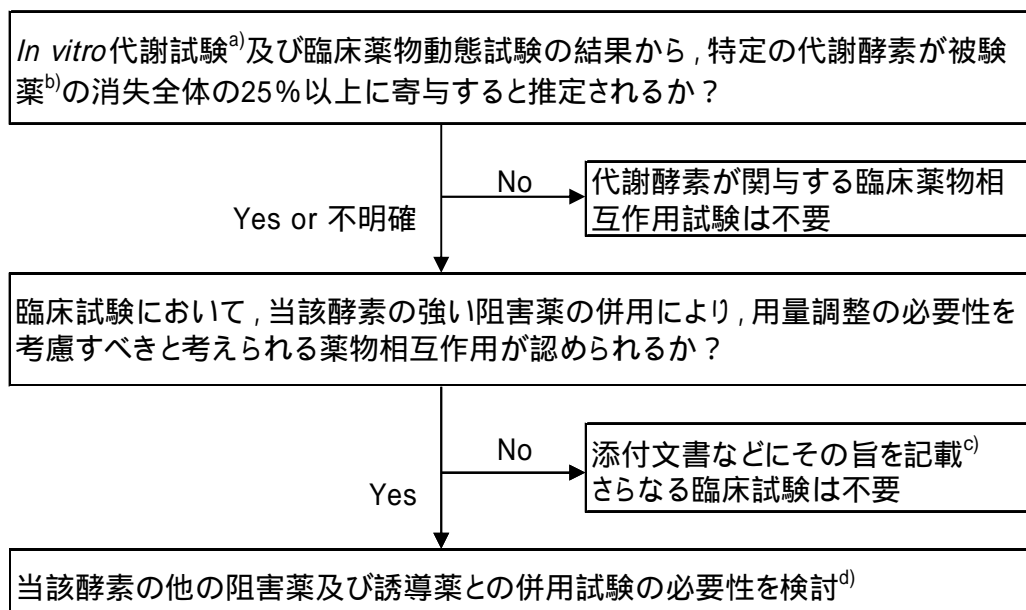 In vitro代謝試験a)及び臨床薬物動態試験の結果から,特定の代謝酵素が被験
薬b)の消失全体の25%以上に寄与すると推定されるか?
No
代謝酵素が関与する臨床薬物相
互作用試験は不要
Yes or 不明確
臨床試験において,当該酵素の強い阻害薬の併用により,用量調整の必要性を
考慮すべきと考えられる薬物相互作用が認められるか?
No
添付文書などにその旨を記載c)
さらなる臨床試験は不要
Yes
当該酵素の他の阻害薬及び誘導薬との併用試験の必要性を検討d)